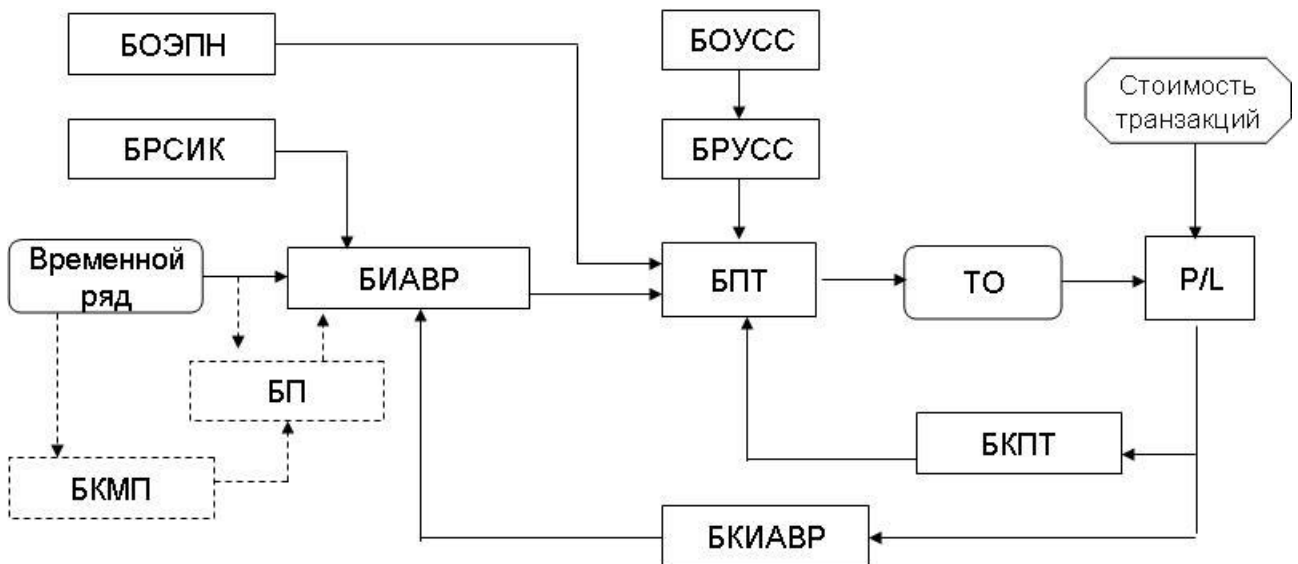 БОЭПН
БОУСС
Стоимость
транзакций
БРСИК
БРУСС
Временной
ряд
БИАВР
БПТ
ТО
P/L
БП
БКПТ
БКМП
БКИАВР